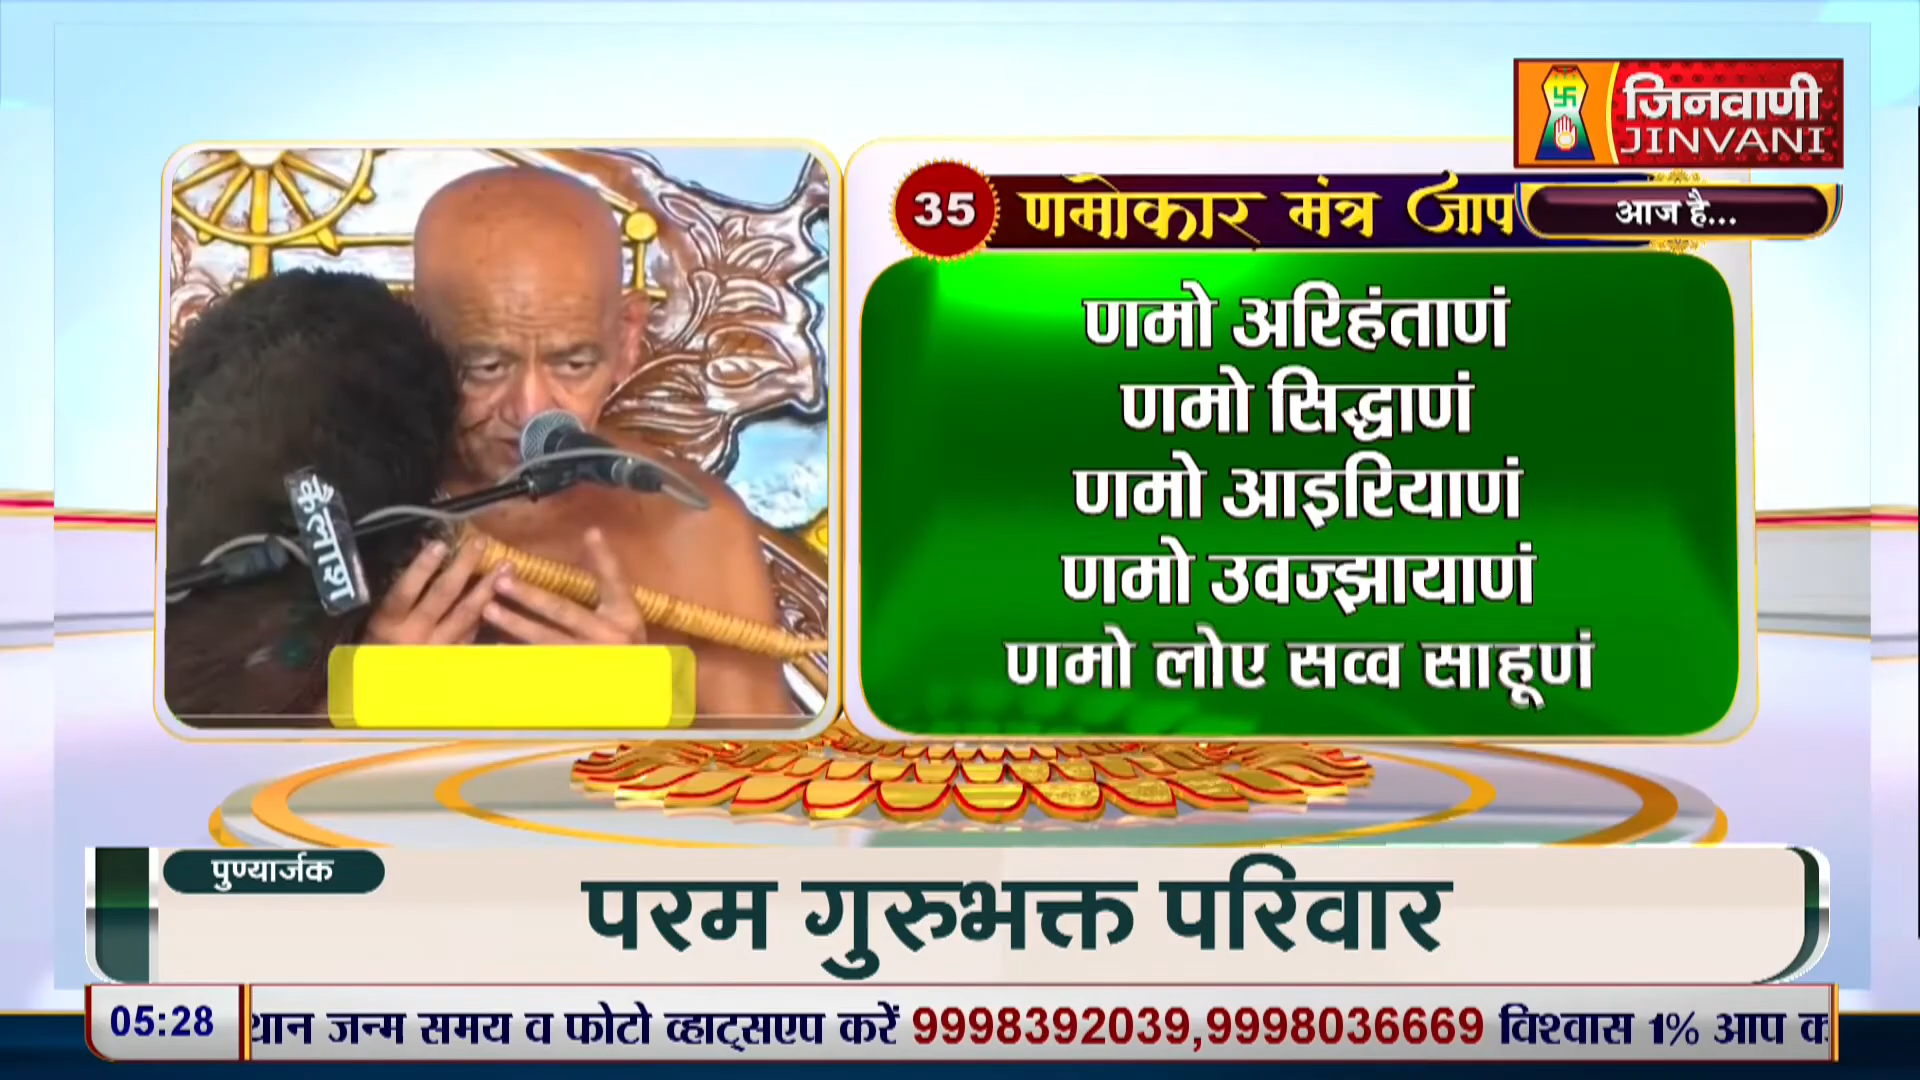 जिनवाणी
JINVANI
35 णमोकार मंत्र जाप
आज है...
णमो अरिहंताणं
णमो सिद्धाणं
णमो आइरियाणं
णमो उवज्झायाणं
णमो लोए सव्व साहूणं
कैलाश
पुण्यार्जक
परम गुरुभक्त परिवार
05:28
थान जन्म समय व फोटो व्हाट्सएप करें 9998392039,9998036669 विश्वास 1% आप क